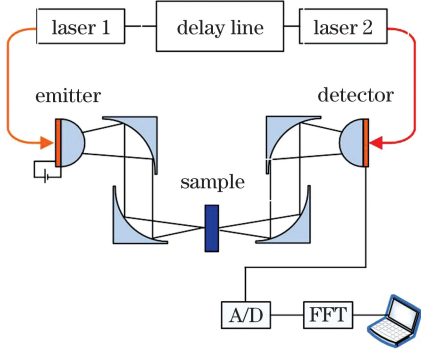 laser 1
delay line
laser 2
emitter
detector
sample
A/D
FFT